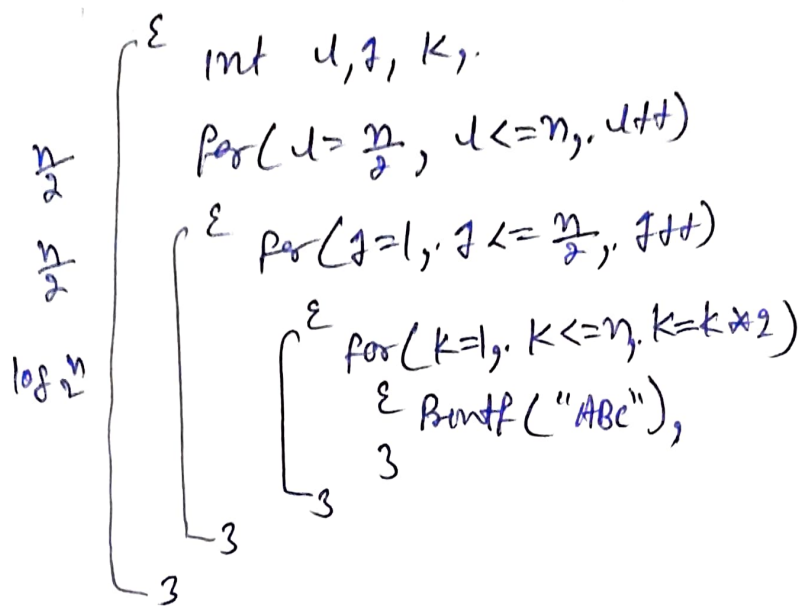 { int i, j, k;
for(i= n/2; i<=n; i++)
n/2
{ for(j=1; j<= n/2; j++)
n/2
{ for(k=1; k<=n; k=k*2)
log₂n
{ Printf("ABC");
}
}
}
}